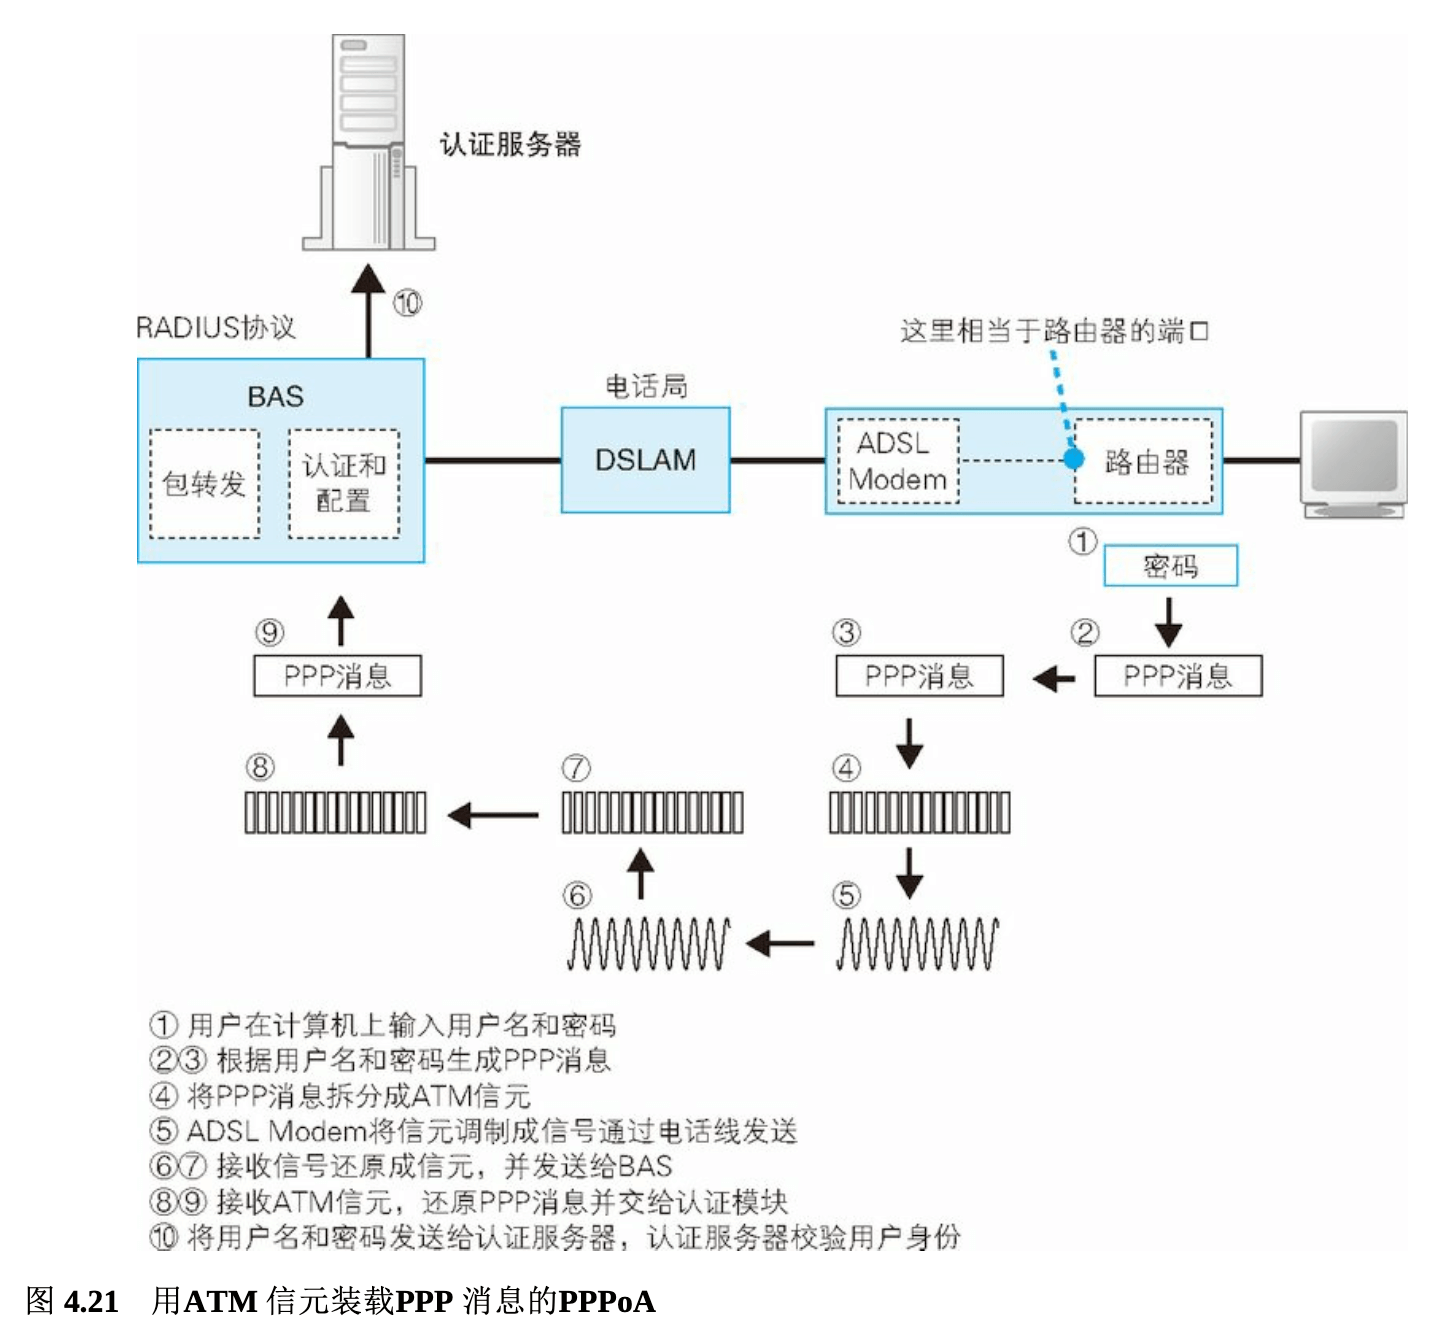 认证服务器
⑩
RADIUS协议
这里相当于路由器的端口
BAS
包转发
认证和
配置
电话局
DSLAM
ADSL
Modem
路由器
①
密码
⑨
PPP消息
③
PPP消息
②
PPP消息
⑧
⑦
④
⑥
⑤
① 用户在计算机上输入用户名和密码
②③ 根据用户名和密码生成PPP消息
④ 将PPP消息拆分成ATM信元
⑤ ADSL Modem将信元调制成信号通过电话线发送
⑥⑦ 接收信号还原成信元，并发送给BAS
⑧⑨ 接收ATM信元，还原PPP消息并交给认证模块
⑩ 将用户名和密码发送给认证服务器，认证服务器校验用户身份
图 4.21 用ATM 信元装载PPP 消息的PPPoA